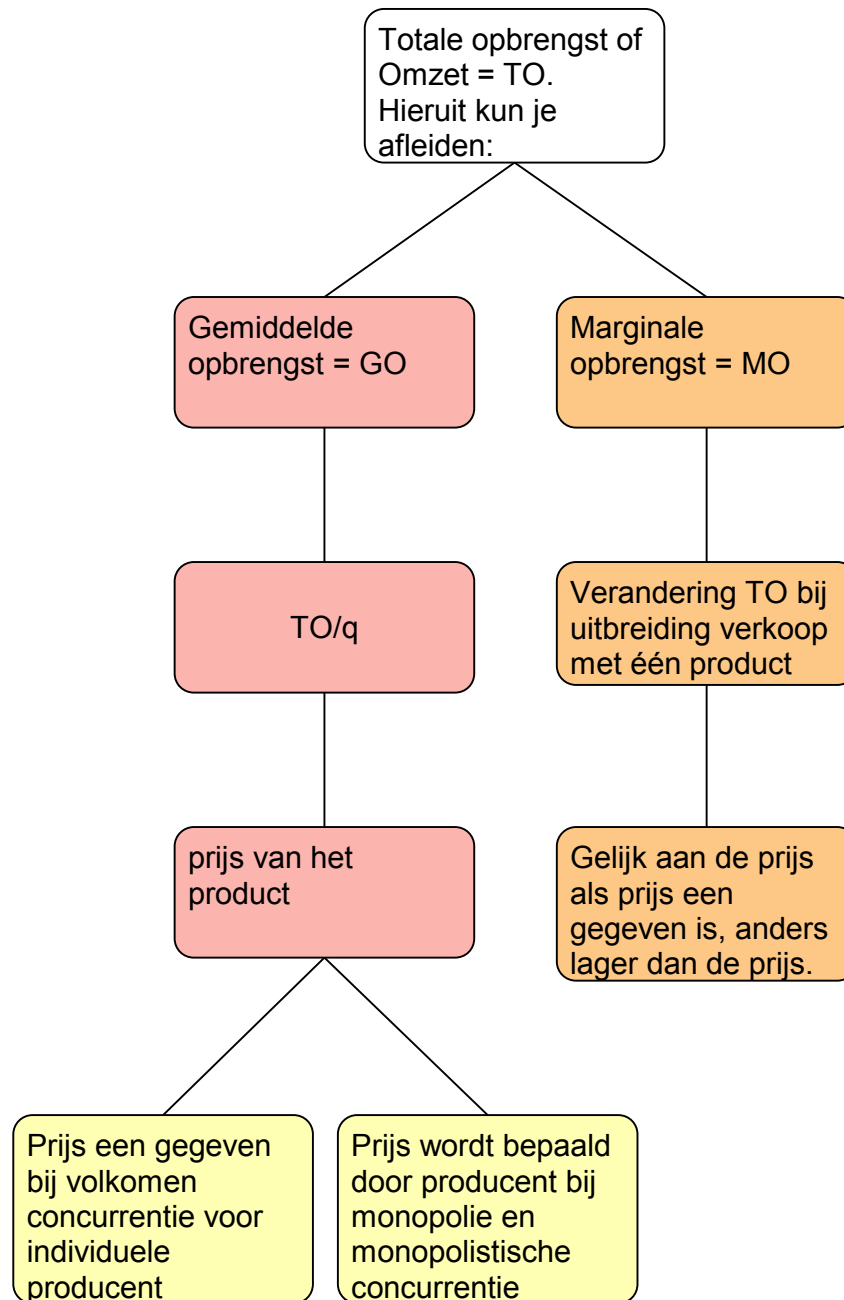 Totale opbrengst of
Omzet = TO.
Hieruit kun je
afleiden:
Gemiddelde
opbrengst = GO
Marginale
opbrengst = MO
TO/q
Verandering TO bij
uitbreiding verkoop
met één product
prijs van het
product
Gelijk aan de prijs
als prijs een
gegeven is, anders
lager dan de prijs.
Prijs een gegeven
bij volkomen
concurrentie voor
individuele
producent
Prijs wordt bepaald
door producent bij
monopolie en
monopolistische
concurrentie